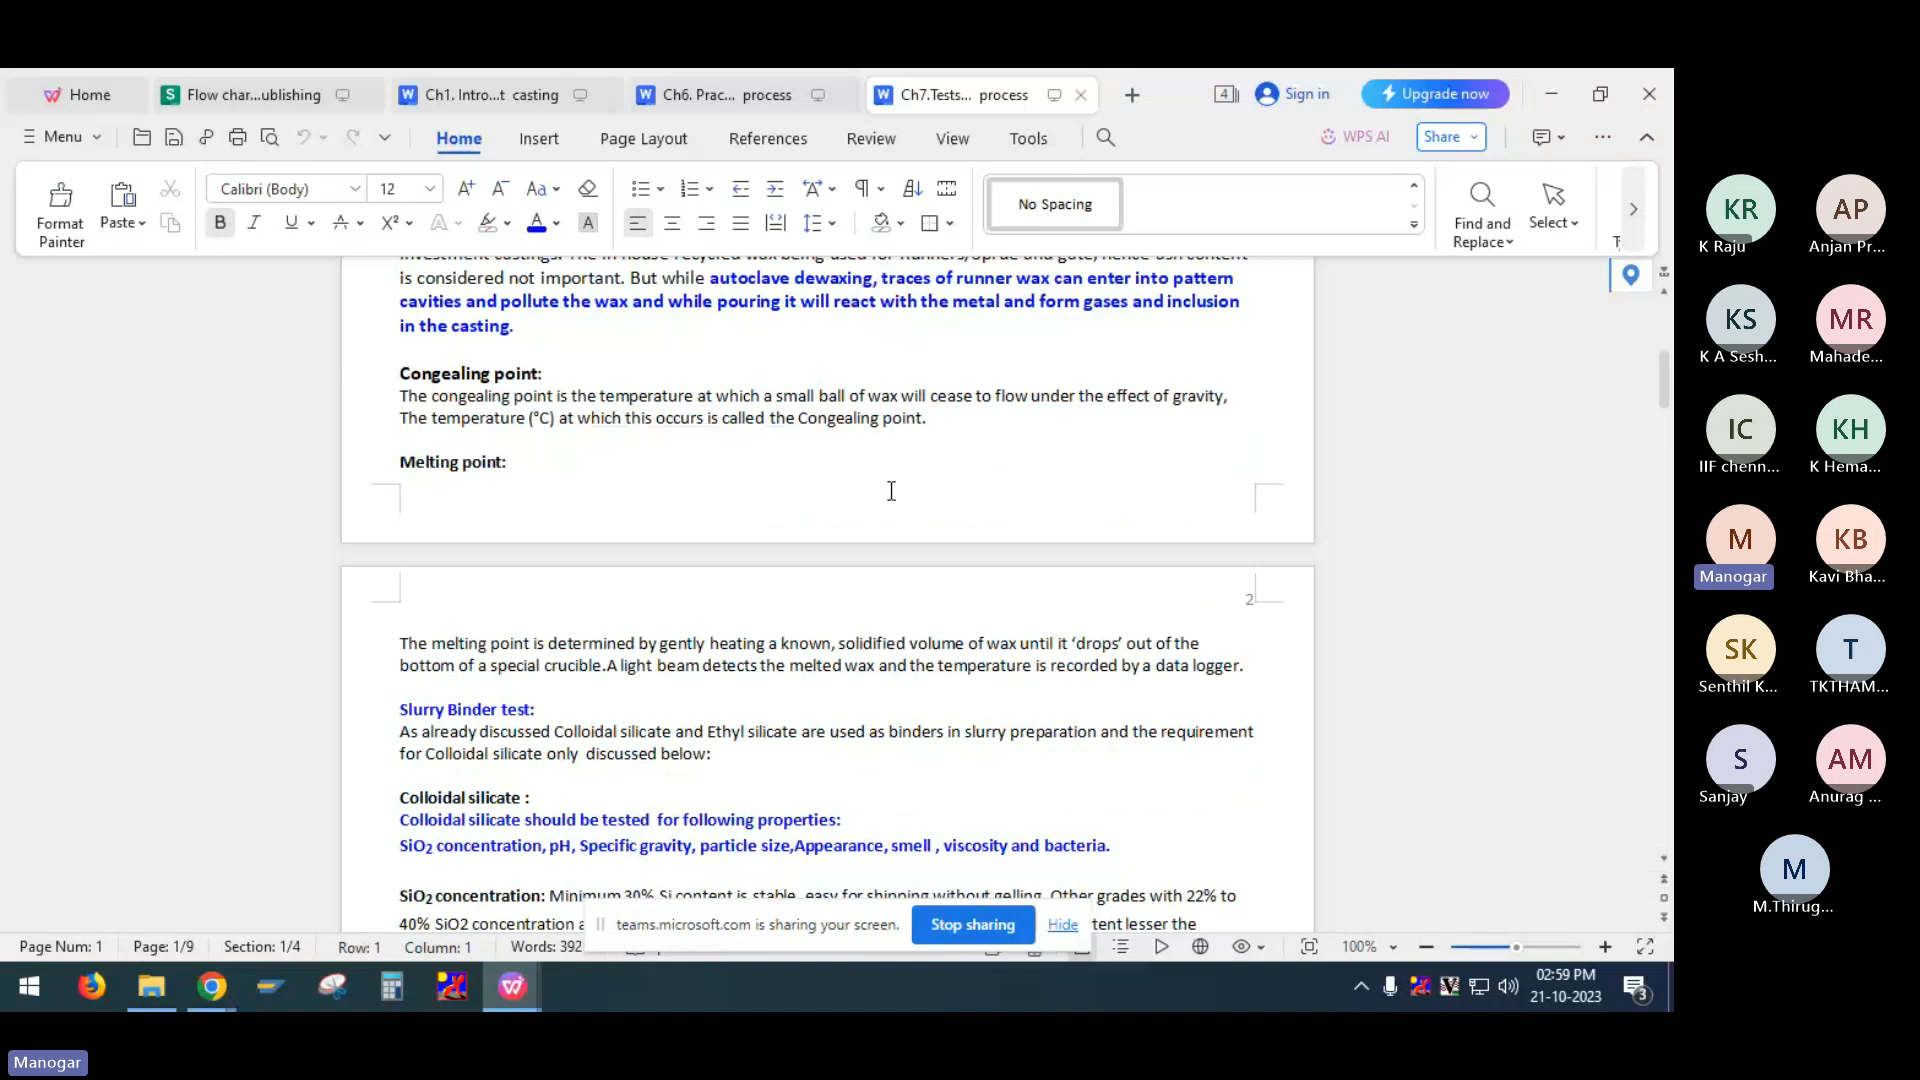 Home
Flow char...ublishing
Ch1. Intro...t casting
Ch6. Prac... process
Ch7.Tests... process
4
Sign in
Upgrade now
Menu
Home
Insert
Page Layout
References
Review
View
Tools
WPS AI
Share
Format
Painter
Paste
Calibri (Body)
12
No Spacing
Find and
Replace
Select
is considered not important. But while autoclave dewaxing, traces of runner wax can enter into pattern
cavities and pollute the wax and while pouring it will react with the metal and form gases and inclusion
in the casting.
Congealing point:
The congealing point is the temperature at which a small ball of wax will cease to flow under the effect of gravity,
The temperature (°C) at which this occurs is called the Congealing point.
Melting point:
2
The melting point is determined by gently heating a known, solidified volume of wax until it ‘drops’ out of the
bottom of a special crucible.A light beam detects the melted wax and the temperature is recorded by a data logger.
Slurry Binder test:
As already discussed Colloidal silicate and Ethyl silicate are used as binders in slurry preparation and the requirement
for Colloidal silicate only discussed below:
Colloidal silicate :
Colloidal silicate should be tested for following properties:
SiO2 concentration, pH, Specific gravity, particle size,Appearance, smell , viscosity and bacteria.
SiO2 concentration: Minimum 30% Si content is stable, easy for shipping without gelling. Other grades with 22% to
40% SiO2 concentration a
tent lesser the
teams.microsoft.com is sharing your screen.
Stop sharing
Hide
Page Num: 1
Page: 1/9
Section: 1/4
Row: 1
Column: 1
Words: 392
100%
02:59 PM
21-10-2023
3
KR
K Raju
AP
Anjan Pr...
KS
K A Sesh...
MR
Mahade...
IC
IIF chenn...
KH
K Hema...
M
Manogar
KB
Kavi Bha...
SK
Senthil K...
T
TKTHAM...
S
Sanjay
AM
Anurag ...
M
M.Thirug...
Manogar